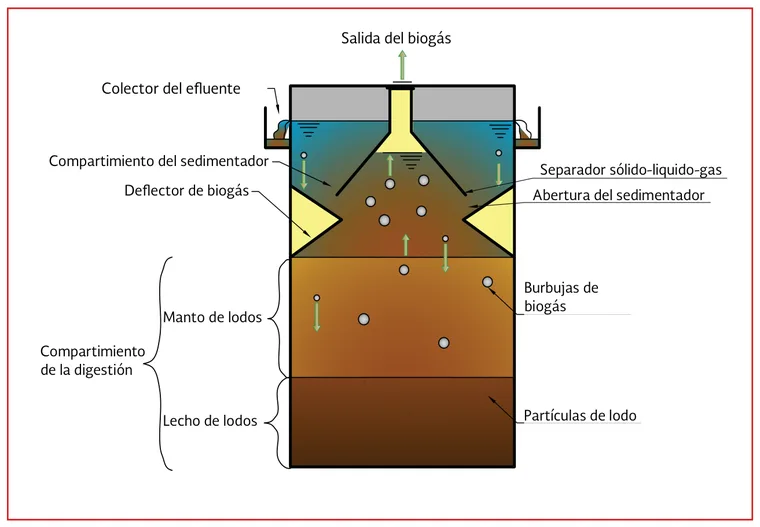 Salida del biogás
Colector del efluente
Compartimiento del sedimentador
Separador sólido-liquido-gas
Deflector de biogás
Abertura del sedimentador
Burbujas de
biogás
Manto de lodos
Compartimiento
de la digestión
Lecho de lodos
Partículas de lodo